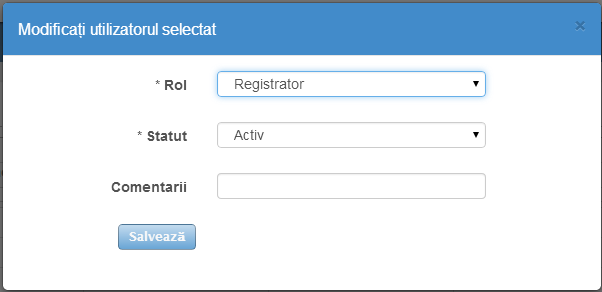 Modificați utilizatorul selectat ×
* Rol Registrator
* Statut Activ
Comentarii
Salvează